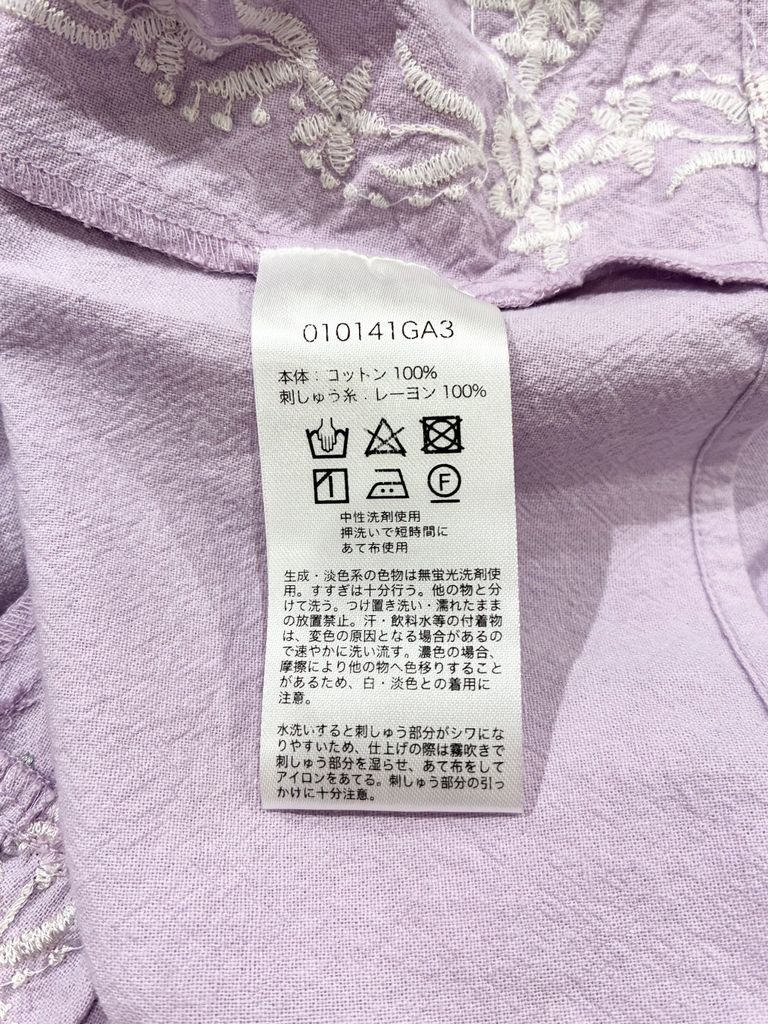 010141GA3
本体：コットン 100%
刺しゅう糸：レーヨン 100%
F
中性洗剤使用
押洗いで短時間に
あて布使用
生成・淡色系の色物は無蛍光洗剤使
用。すすぎは十分行う。他の物と分
けて洗う。つけ置き洗い・濡れたまま
の放置禁止。汗・飲料水等の付着物
は、変色の原因となる場合があるの
で速やかに洗い流す。濃色の場合、
摩擦により他の物へ色移りすること
があるため、白・淡色との着用に
注意。
水洗いすると刺しゅう部分がシワにな
りやすいため、仕上げの際は霧吹きで
刺しゅう部分を湿らせ、あて布をして
アイロンをあてる。刺しゅう部分の引っ
かけに十分注意。